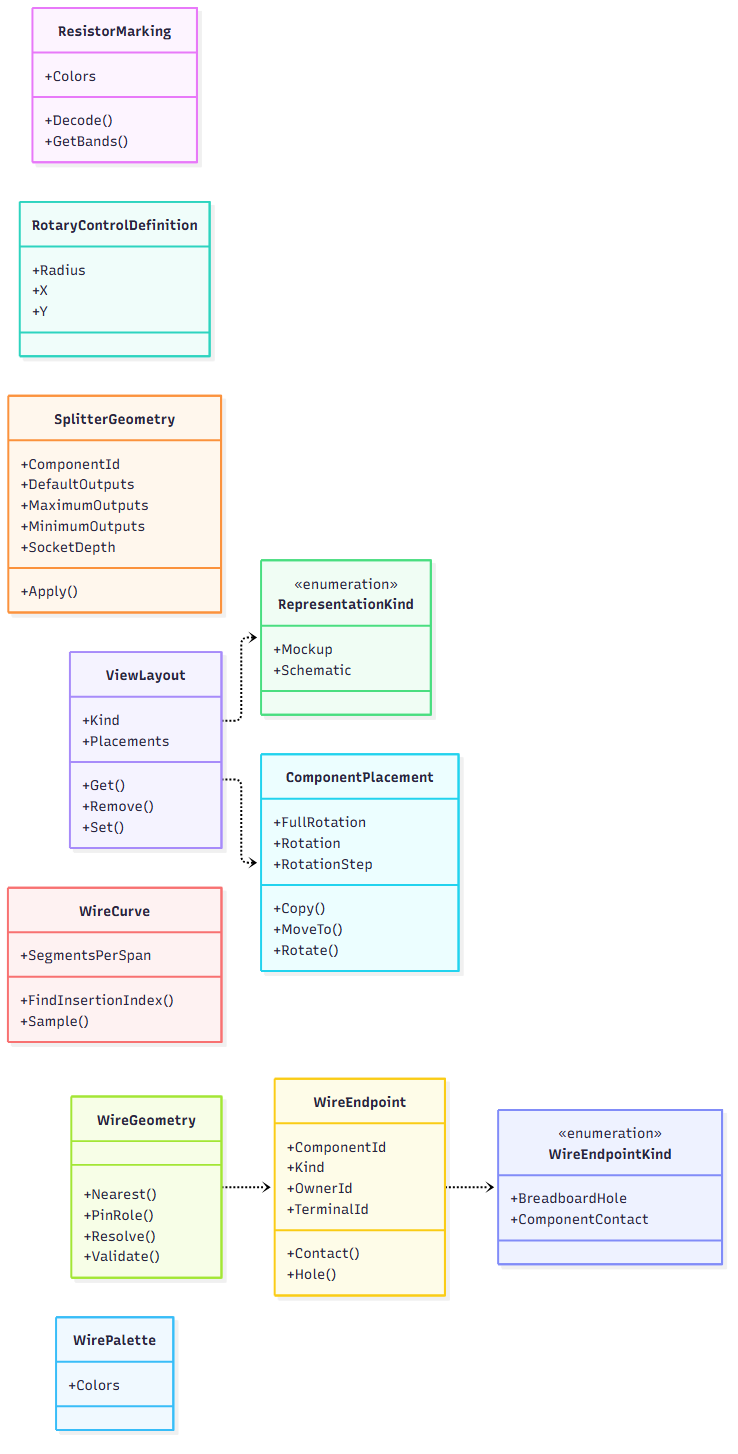 ResistorMarking
+Colors
+Decode()
+GetBands()
RotaryControlDefinition
+Radius
+X
+Y
SplitterGeometry
+ComponentId
+DefaultOutputs
+MaximumOutputs
+MinimumOutputs
+SocketDepth
+Apply()
«enumeration»
RepresentationKind
+Mockup
+Schematic
ViewLayout
+Kind
+Placements
+Get()
+Remove()
+Set()
ComponentPlacement
+FullRotation
+Rotation
+RotationStep
+Copy()
+MoveTo()
+Rotate()
WireCurve
+SegmentsPerSpan
+FindInsertionIndex()
+Sample()
WireGeometry
+Nearest()
+PinRole()
+Resolve()
+Validate()
WireEndpoint
+ComponentId
+Kind
+OwnerId
+TerminalId
+Contact()
+Hole()
«enumeration»
WireEndpointKind
+BreadboardHole
+ComponentContact
WirePalette
+Colors